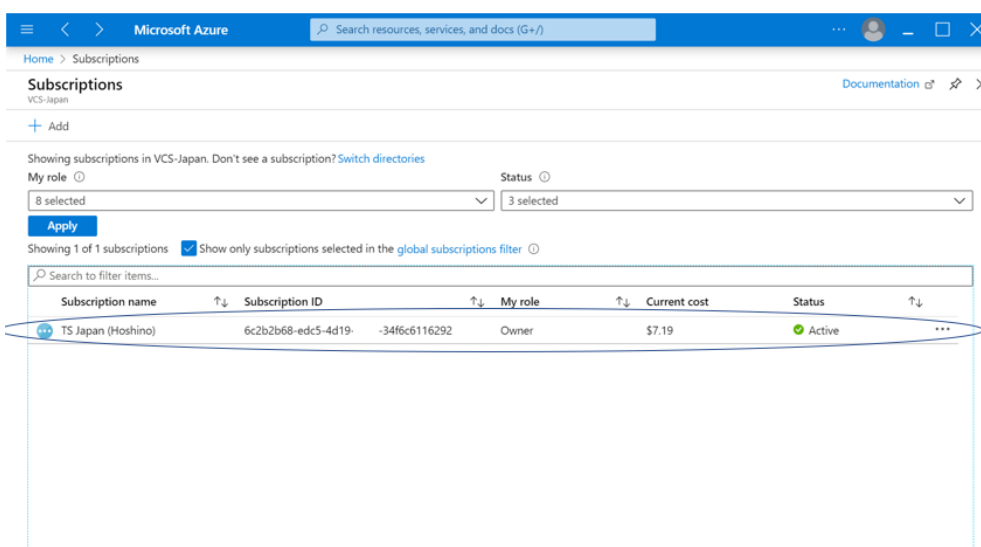 Microsoft Azure Search resources, services, and docs (G+/)
Home > Subscriptions
Subscriptions Documentation
VCS-Japan
+ Add
Showing subscriptions in VCS-Japan. Don't see a subscription? Switch directories
My role Status
8 selected 3 selected
Apply
Showing 1 of 1 subscriptions Show only subscriptions selected in the global subscriptions filter
Search to filter items...
Subscription name ↑↓ Subscription ID ↑↓ My role ↑↓ Current cost Status ↑↓
TS Japan (Hoshino) 6c2b2b68-edc5-4d19- -34f6c6116292 Owner $7.19 Active ...